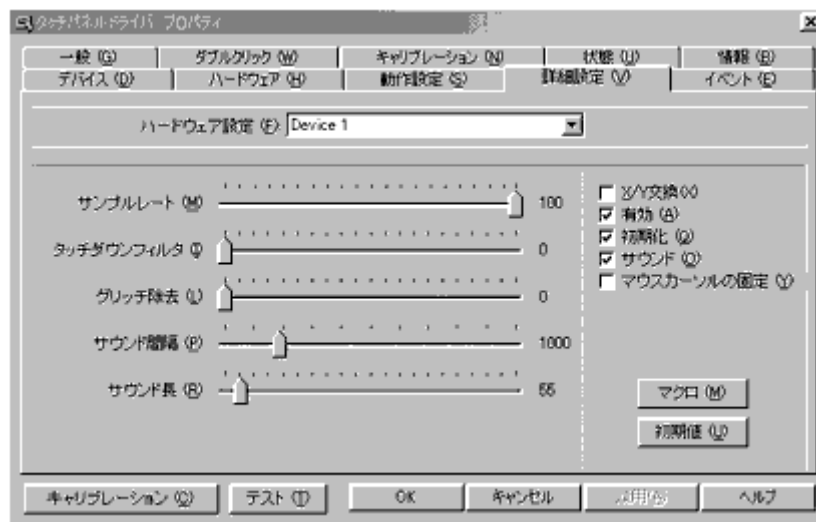 タッチパネルドライバ プロパティ
一般 (G) ダブルクリック (W) キャリブレーション (N) 状態 (U) 情報 (B)
デバイス (D) ハードウェア (H) 動作設定 (S) 詳細設定 (V) イベント (E)
ハードウェア設定 (F) Device 1
サンプルレート (M) 100
タッチダウンフィルタ 0
グリッチ除去 (L) 0
サウンド間隔 (P) 1000
サウンド長 (R) 55
X/Y交換(X)
有効 (A)
初期化
サウンド (O)
マウスカーソルの固定 (Y)
マクロ (M)
初期値 (U)
キャリブレーション (C) テスト (T) OK キャンセル 適用(A) ヘルプ